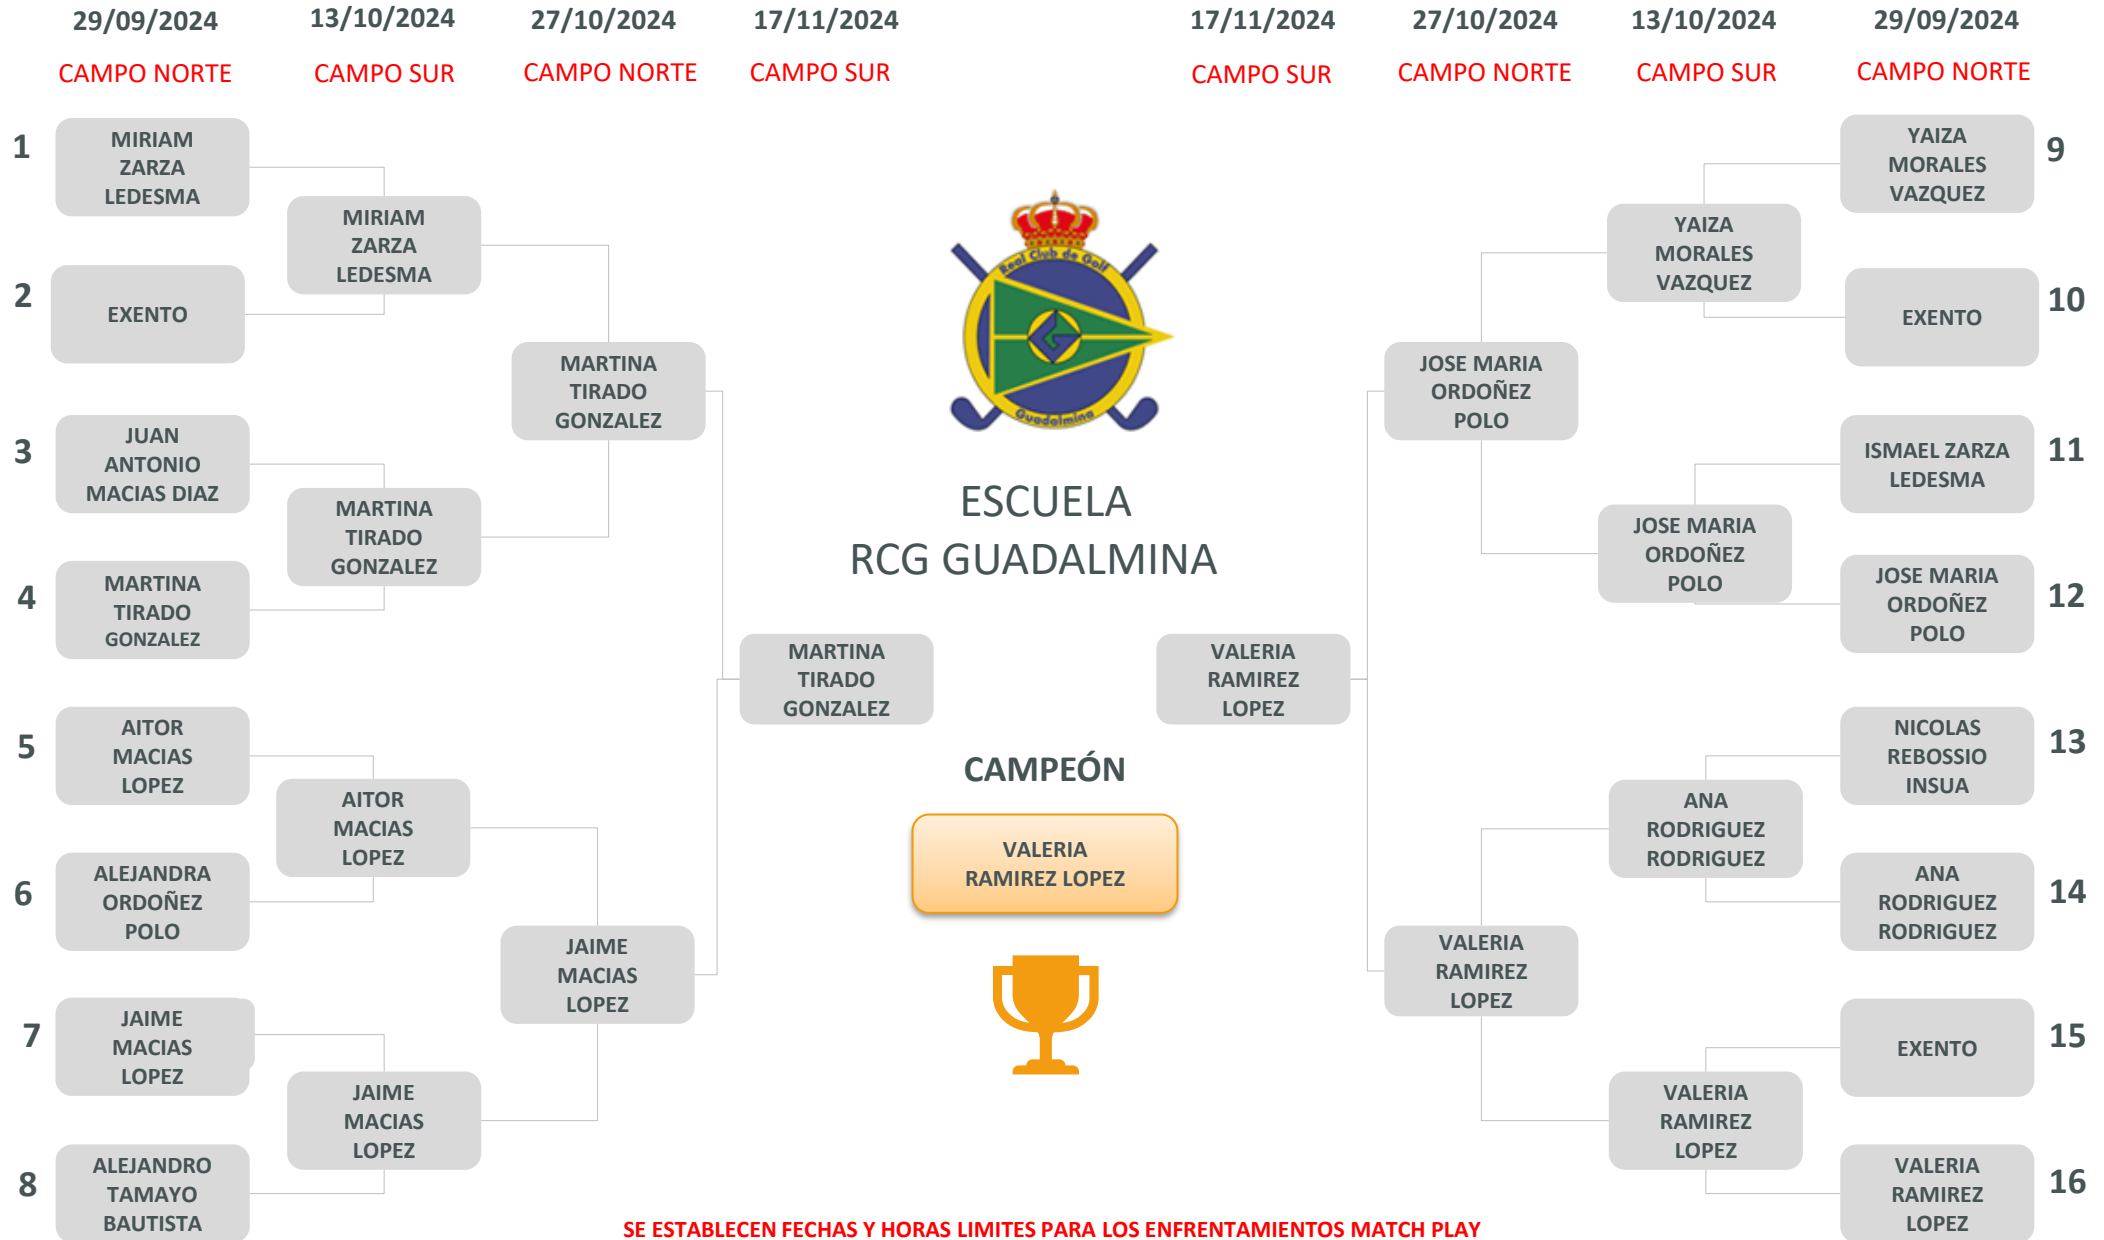 29/09/2024
13/10/2024
27/10/2024
17/11/2024
17/11/2024
27/10/2024
13/10/2024
29/09/2024
CAMPO NORTE
CAMPO SUR
CAMPO NORTE
CAMPO SUR
CAMPO SUR
CAMPO NORTE
CAMPO SUR
CAMPO NORTE
1
MIRIAM
ZARZA
LEDESMA
2
EXENTO
3
JUAN
ANTONIO
MACIAS DIAZ
4
MARTINA
TIRADO
GONZALEZ
5
AITOR
MACIAS
LOPEZ
6
ALEJANDRA
ORDOÑEZ
POLO
7
JAIME
MACIAS
LOPEZ
8
ALEJANDRO
TAMAYO
BAUTISTA
MIRIAM
ZARZA
LEDESMA
MARTINA
TIRADO
GONZALEZ
AITOR
MACIAS
LOPEZ
JAIME
MACIAS
LOPEZ
MARTINA
TIRADO
GONZALEZ
JAIME
MACIAS
LOPEZ
MARTINA
TIRADO
GONZALEZ
Real Club de Golf
Guadalmina
ESCUELA
RCG GUADALMINA
CAMPEÓN
VALERIA
RAMIREZ LOPEZ
VALERIA
RAMIREZ
LOPEZ
JOSE MARIA
ORDOÑEZ
POLO
VALERIA
RAMIREZ
LOPEZ
YAIZA
MORALES
VAZQUEZ
JOSE MARIA
ORDOÑEZ
POLO
ANA
RODRIGUEZ
RODRIGUEZ
VALERIA
RAMIREZ
LOPEZ
YAIZA
MORALES
VAZQUEZ
9
EXENTO
10
ISMAEL ZARZA
LEDESMA
11
JOSE MARIA
ORDOÑEZ
POLO
12
NICOLAS
REBOSSIO
INSUA
13
ANA
RODRIGUEZ
RODRIGUEZ
14
EXENTO
15
VALERIA
RAMIREZ
LOPEZ
16
SE ESTABLECEN FECHAS Y HORAS LIMITES PARA LOS ENFRENTAMIENTOS MATCH PLAY